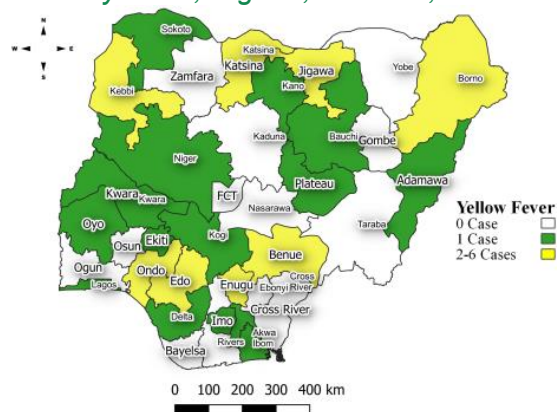 N
W E
S
Sokoto
Katsina
Zamfara
Katsina
Jigawa
Yobe
Borno
Kebbi
Kano
Kaduna
Bauchi
Gombe
Niger
Adamawa
Plateau
Kwara
Kwara
FCT
Nasarawa
Taraba
Oyo
Kogi
Osun
Ekiti
Ogun
Ondo
Edo
Benue
Lagos
Enugu
Cross
Ebonyi River
Cross River
Delta
Imo
Akwa
Ibom
Rivers
Bayelsa
Yellow Fever
0 Case
1 Case
2-6 Cases
0 100 200 300 400 km